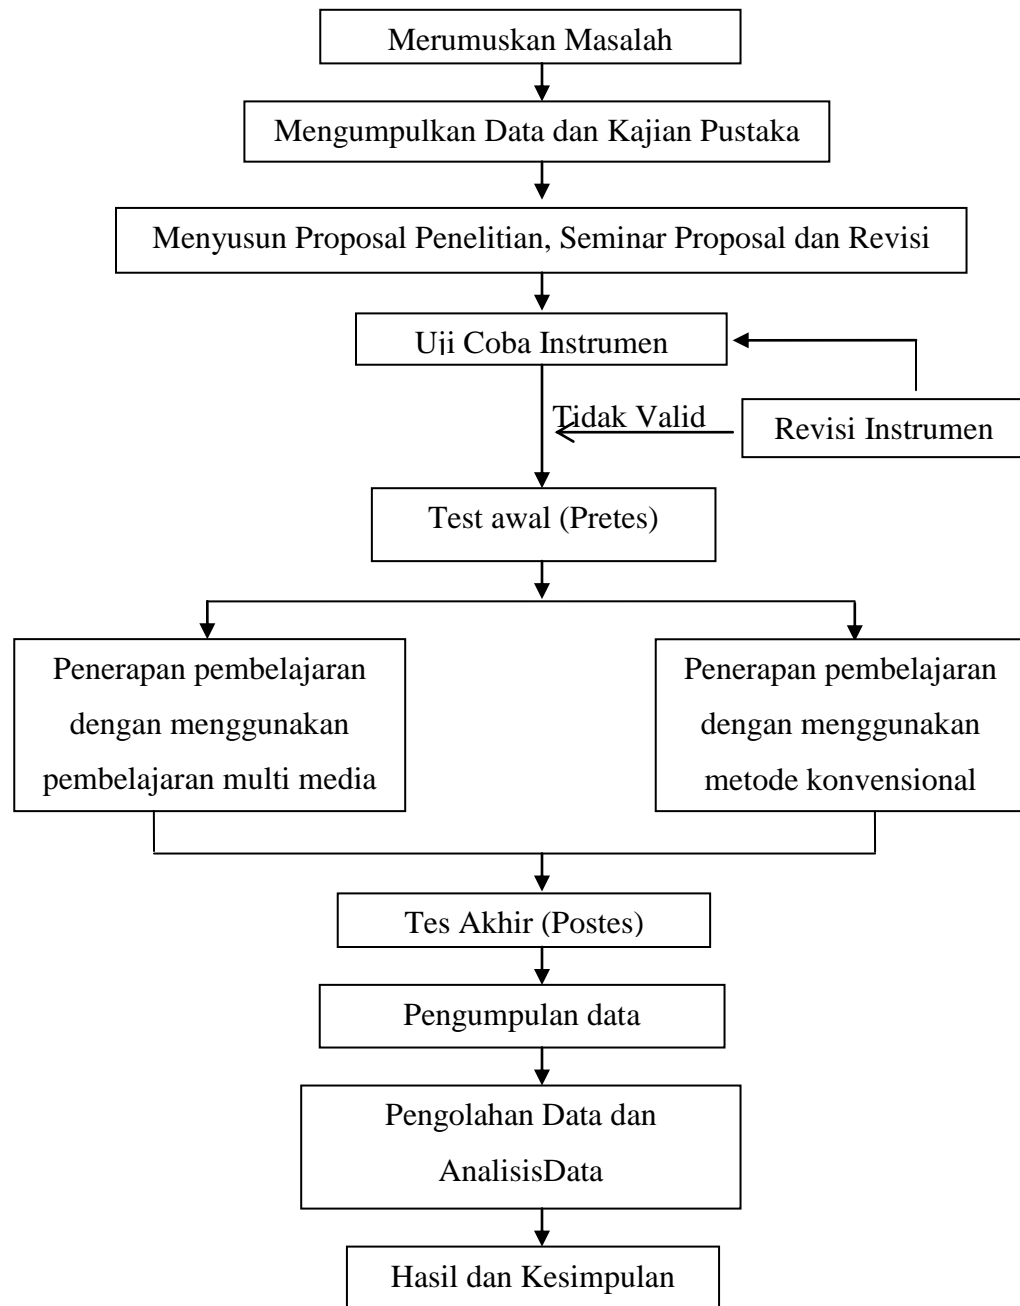 Merumuskan Masalah
Mengumpulkan Data dan Kajian Pustaka
Menyusun Proposal Penelitian, Seminar Proposal dan Revisi
Uji Coba Instrumen
Tidak Valid
Revisi Instrumen
Test awal (Pretes)
Penerapan pembelajaran
dengan menggunakan
pembelajaran multi media
Penerapan pembelajaran
dengan menggunakan
metode konvensional
Tes Akhir (Postes)
Pengumpulan data
Pengolahan Data dan
AnalisisData
Hasil dan Kesimpulan